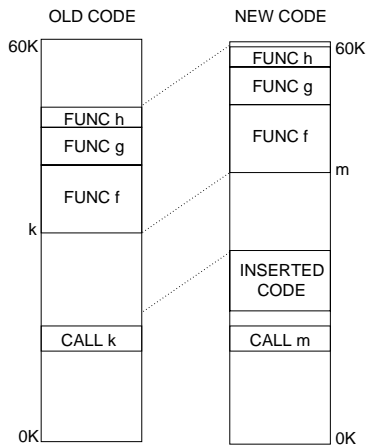 OLD CODE
60K
FUNC h
FUNC g
FUNC f
k
CALL k
0K
NEW CODE
60K
FUNC h
FUNC g
FUNC f
m
INSERTED
CODE
CALL m
0K